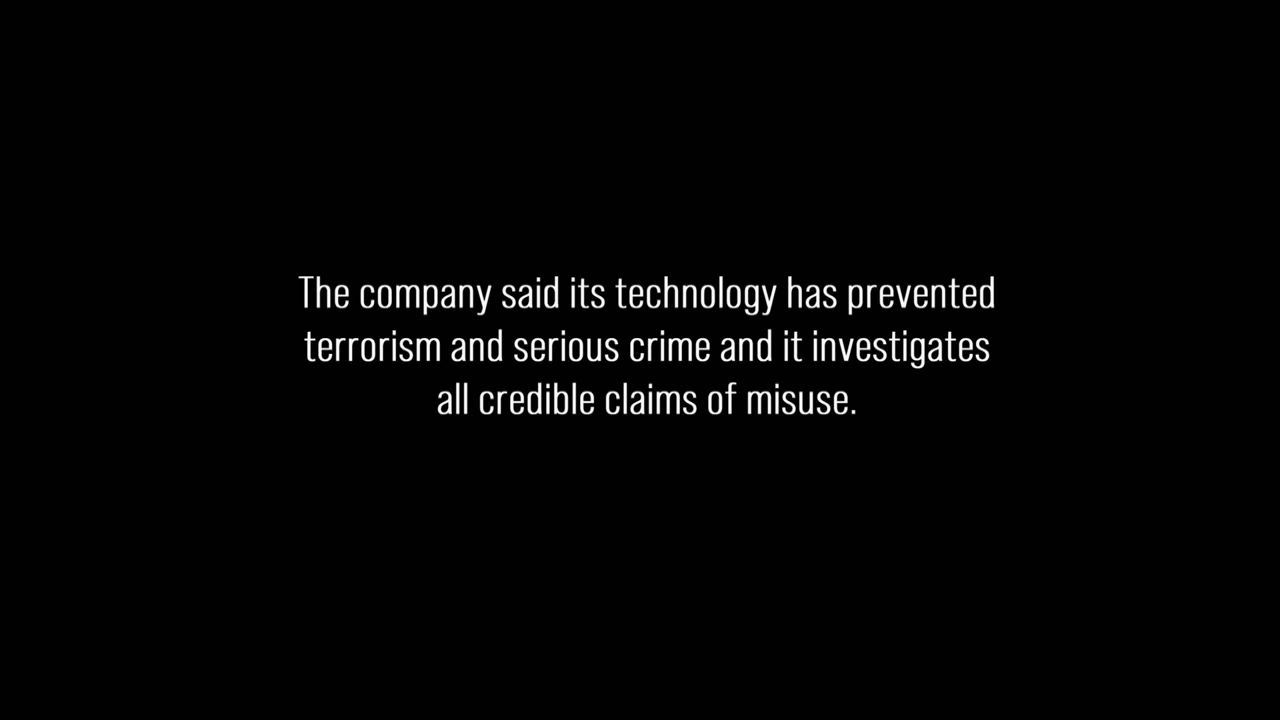 The company said its technology has prevented
terrorism and serious crime and it investigates
all credible claims of misuse.